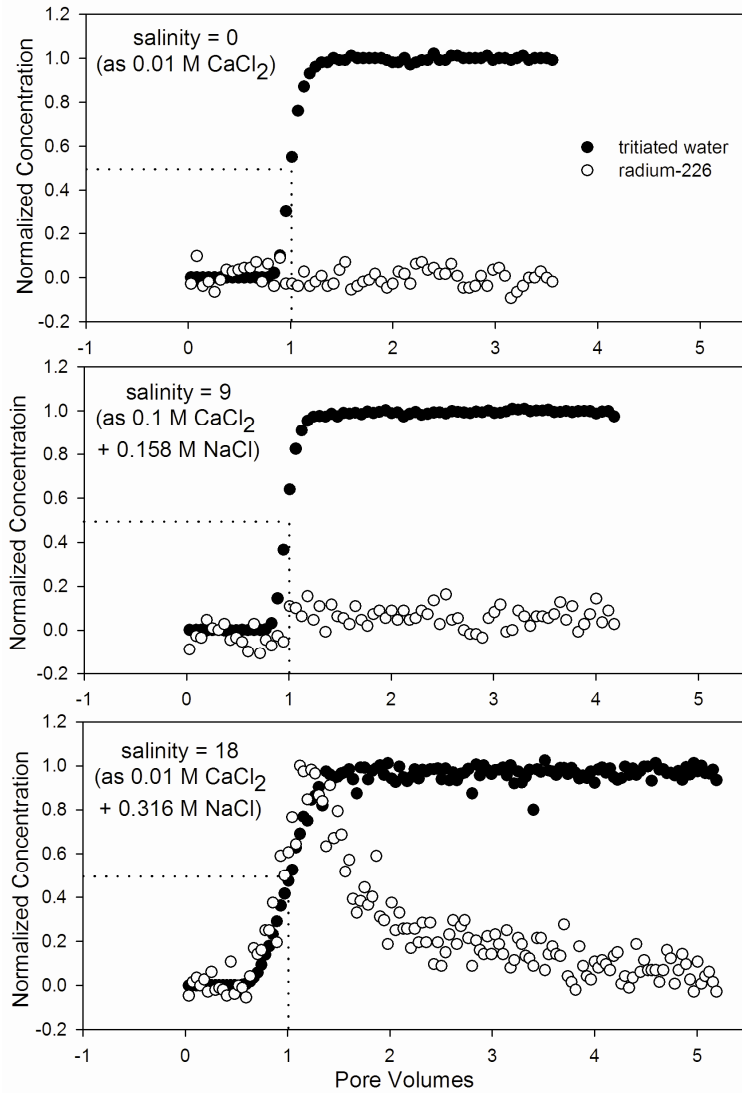 1.2
salinity = 0
(as 0.01 M CaCl2)
1.0
0.8
0.6
0.4
0.2
0.0
-0.2
Normalized Concentration
tritiated water
radium-226
-1 0 1 2 3 4 5
1.2
salinity = 9
(as 0.1 M CaCl2
+ 0.158 M NaCl)
1.0
0.8
0.6
0.4
0.2
0.0
-0.2
Normalized Concentratoin
-1 0 1 2 3 4 5
1.2
salinity = 18
(as 0.01 M CaCl2
+ 0.316 M NaCl)
1.0
0.8
0.6
0.4
0.2
0.0
-0.2
Normalized Concentration
-1 0 1 2 3 4 5
Pore Volumes